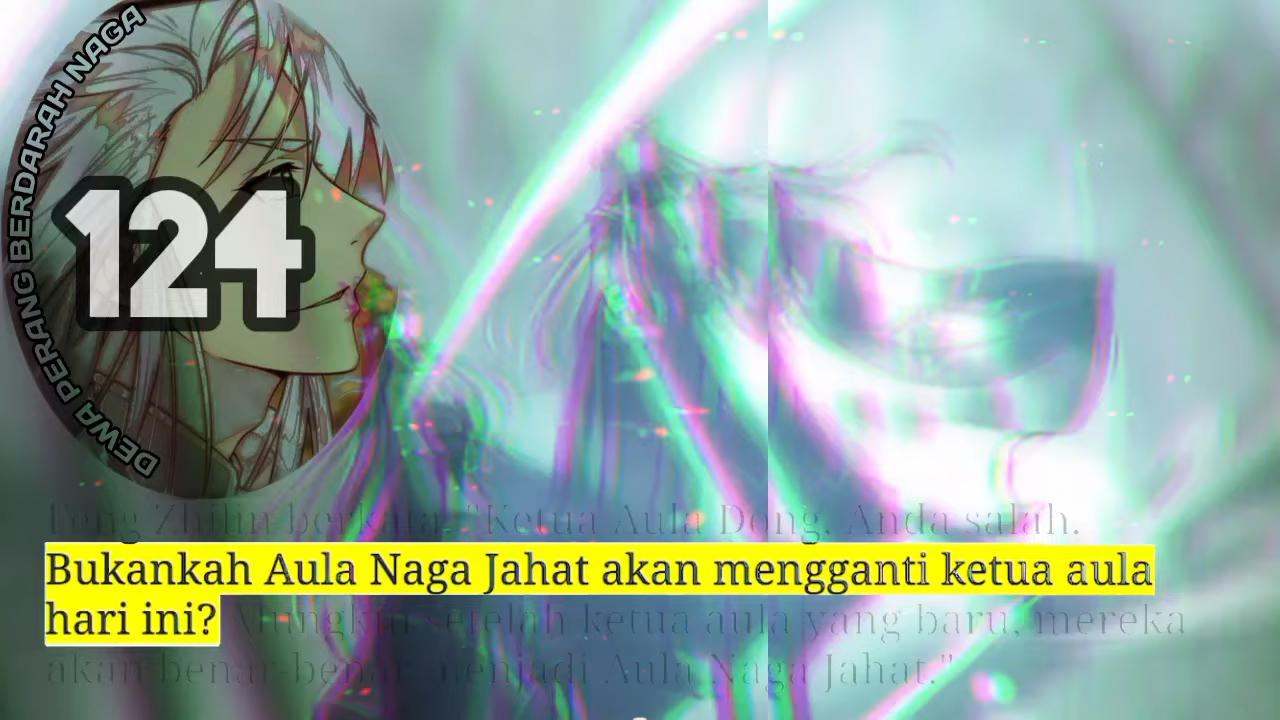 DEWA PERANG BERDARAH NAGA
124
Feng Zhilin berkata, "Ketua Aula Dong, Anda salah.
Bukankah Aula Naga Jahat akan mengganti ketua aula
hari ini? Mungkin setelah ketua aula yang baru, mereka
akan benar-benar menjadi Aula Naga Jahat."